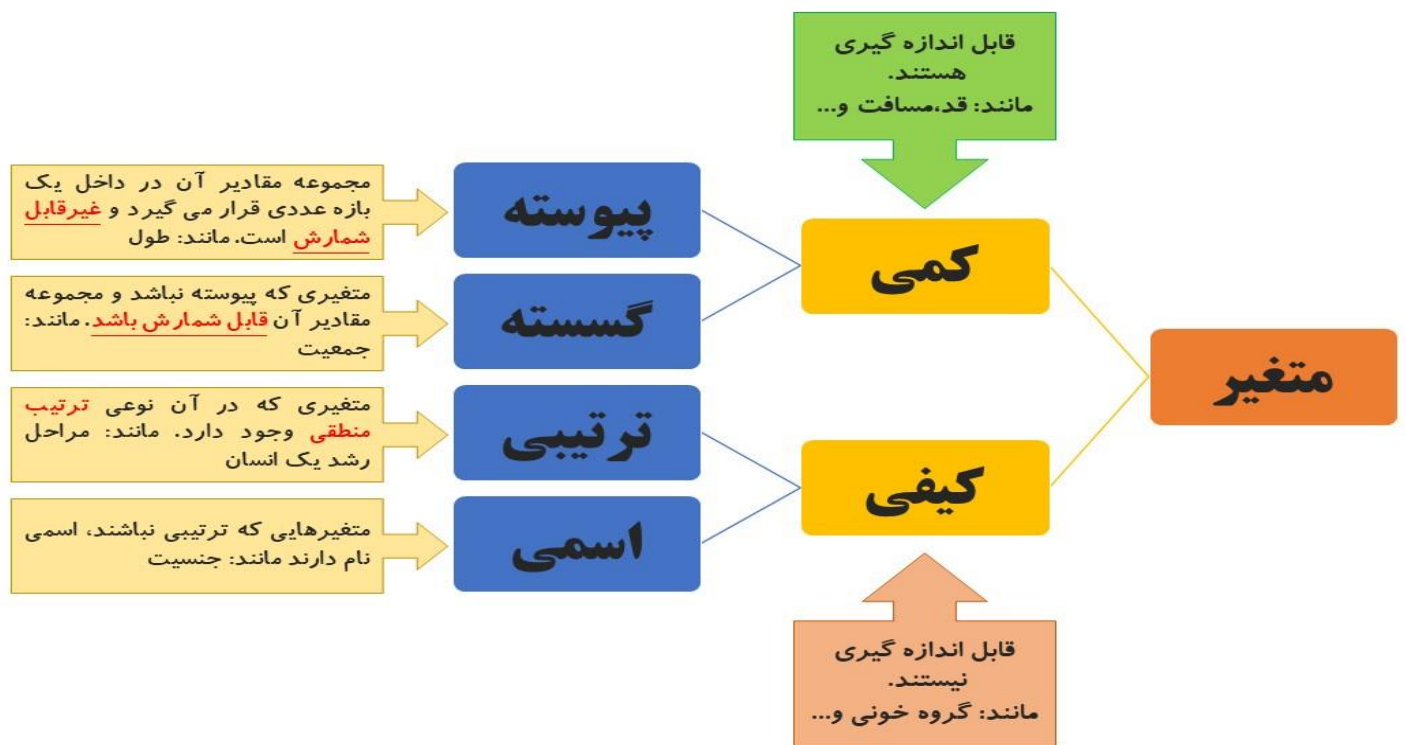 قابل اندازه گیری
هستند.
مانند: قد،مسافت و...
متغیر
کمی
پیوسته
مجموعه مقادیر آن در داخل یک
بازه عددی قرار می گیرد و غیرقابل
شمارش است. مانند: طول
گسسته
متغیری که پیوسته نباشد و مجموعه
مقادیر آن قابل شمارش باشد. مانند:
جمعیت
کیفی
ترتیبی
متغیری که در آن نوعی ترتیب
منطقی وجود دارد. مانند: مراحل
رشد یک انسان
اسمی
متغیرهایی که ترتیبی نباشند، اسمی
نام دارند مانند: جنسیت
قابل اندازه گیری
نیستند.
مانند: گروه خونی و...